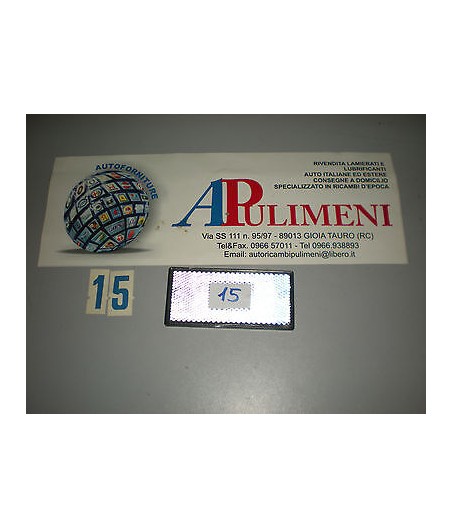 AUTOFORNITURE
RIVENDITA LAMIERATI E
LUBRIFICANTI
AUTO ITALIANE ED ESTERE
CONSEGNE A DOMICILIO
SPECIALIZZATO IN RICAMBI D'EPOCA
APULIMENI
Via SS 111 n. 95/97 - 89013 GIOIA TAURO (RC)
Tel&Fax. 0966 57011 - Tel 0966.938893
Email: autoricambipulimeni@libero.it
15
15